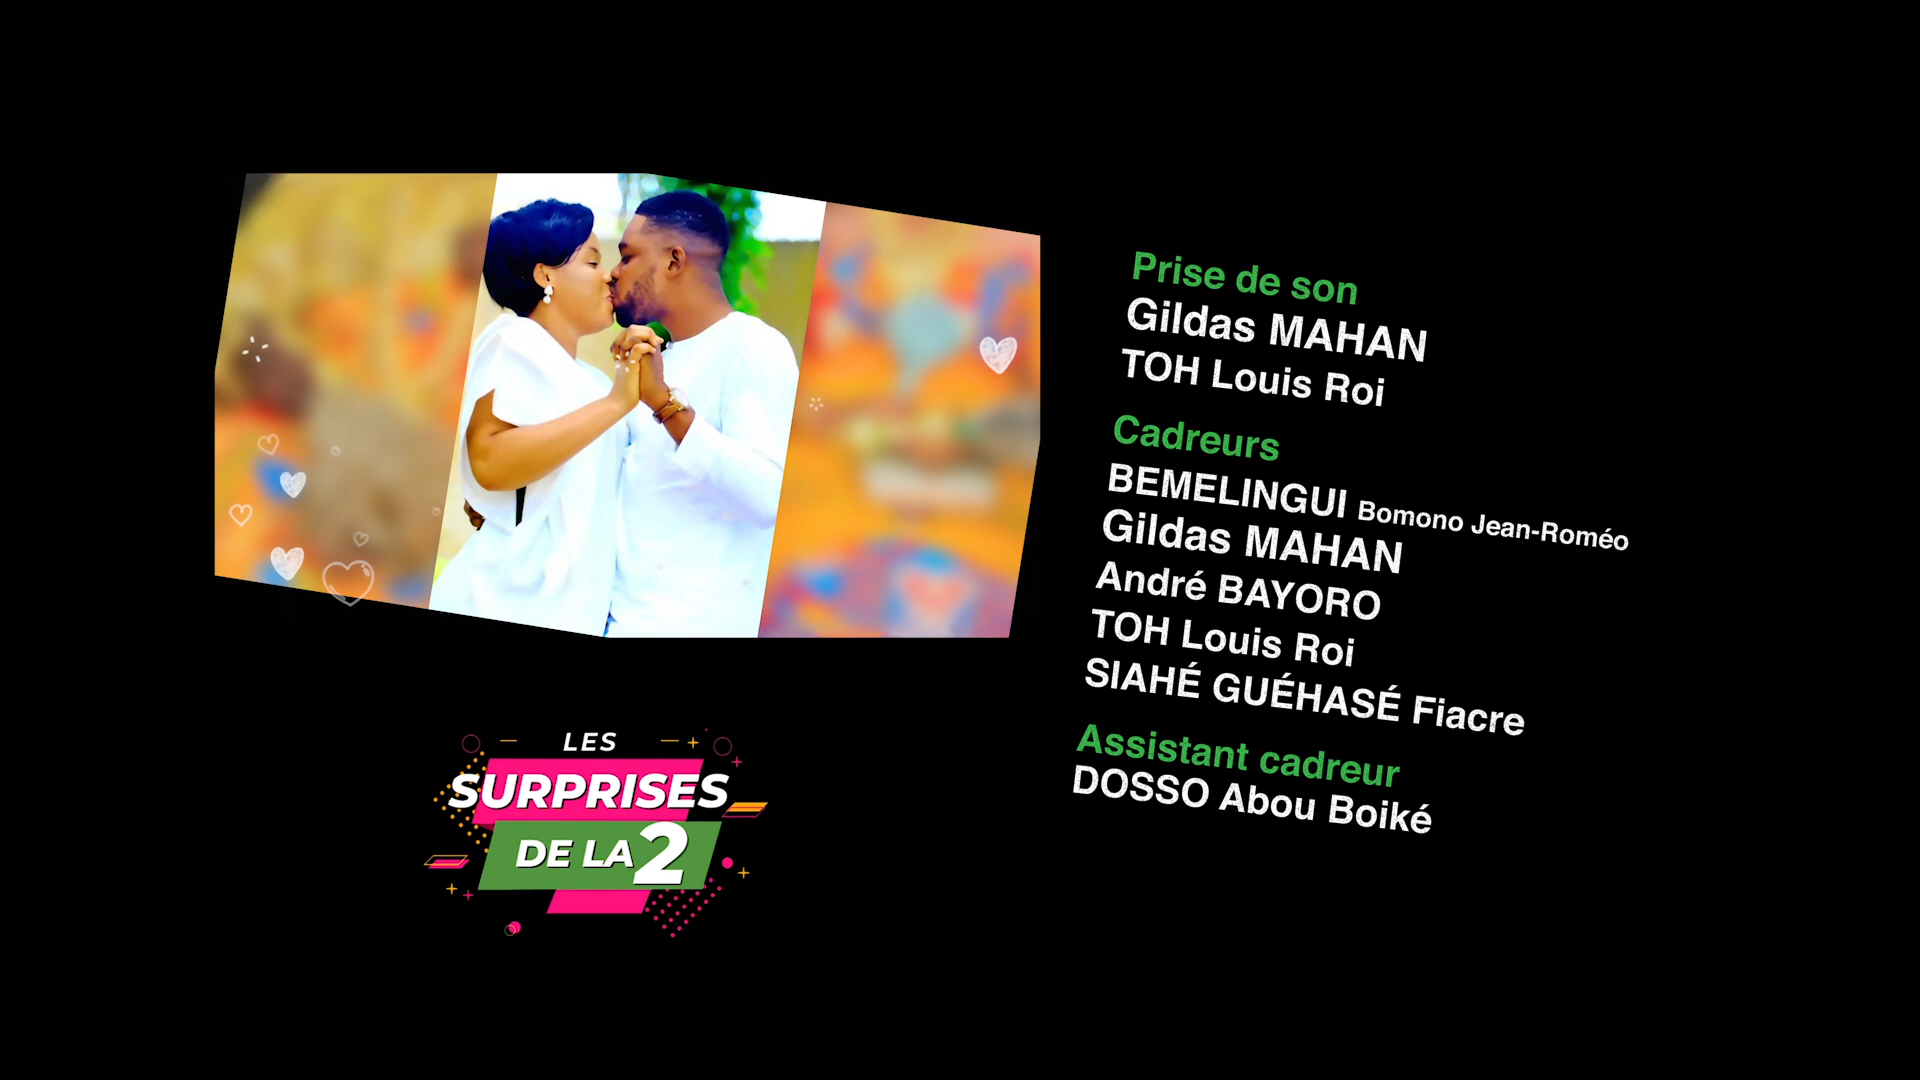 Prise de son
Gildas MAHAN
TOH Louis Roi
Cadreurs
BEMELINGUI Bomono Jean-Roméo
Gildas MAHAN
André BAYORO
TOH Louis Roi
SIAHÉ GUÉHASÉ Fiacre
Assistant cadreur
DOSSO Abou Boiké
LES
SURPRISES
DE LA 2